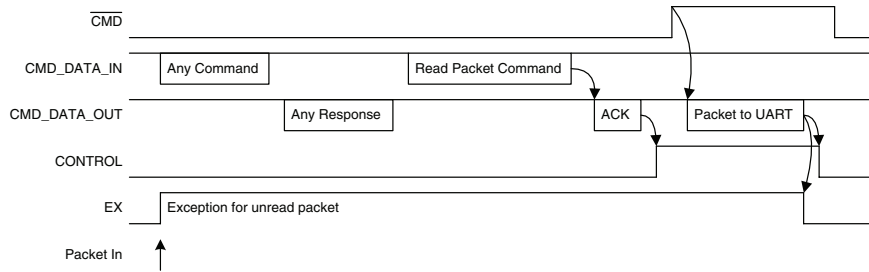 CMD
CMD_DATA_IN
Any Command
Read Packet Command
CMD_DATA_OUT
Any Response
ACK
Packet to UART
CONTROL
EX
Exception for unread packet
Packet In